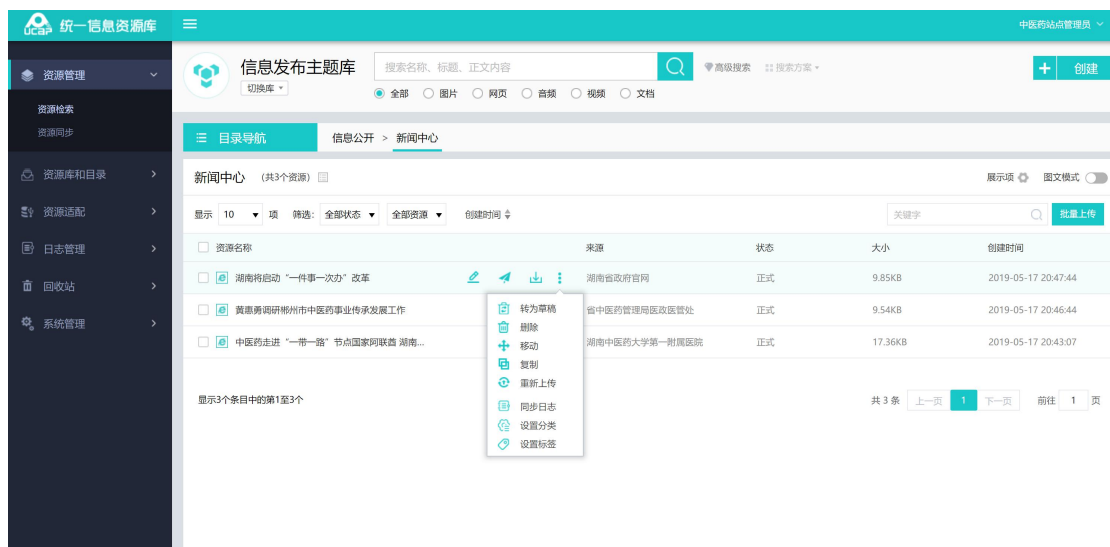 ucap 统一信息资源库
中医药站点管理员
资源管理
资源检索
资源同步
资源库和目录
资源适配
日志管理
回收站
系统管理
信息发布主题库
切换库
搜索名称、标题、正文内容
高级搜索 搜索方案
+ 创建
全部 图片 网页 音频 视频 文档
目录导航 信息公开 > 新闻中心
新闻中心 (共3个资源) 展示项 图文模式
显示 10 项 筛选: 全部状态 全部资源 创建时间 关键字 批量上传
资源名称 来源 状态 大小 创建时间
湖南将启动“一件事一次办”改革 湖南省政府官网 正式 9.85KB 2019-05-17 20:47:44
黄惠勇调研郴州市中医药事业传承发展工作 省中医药管理局医政医管处 正式 9.54KB 2019-05-17 20:46:44
中医药走进“一带一路”节点国家阿联酋 湖南... 湖南中医药大学第一附属医院 正式 17.36KB 2019-05-17 20:43:07
转为草稿
删除
移动
复制
重新上传
同步日志
设置分类
设置标签
显示3个条目中的第1至3个 共 3 条 上一页 1 下一页 前往 1 页